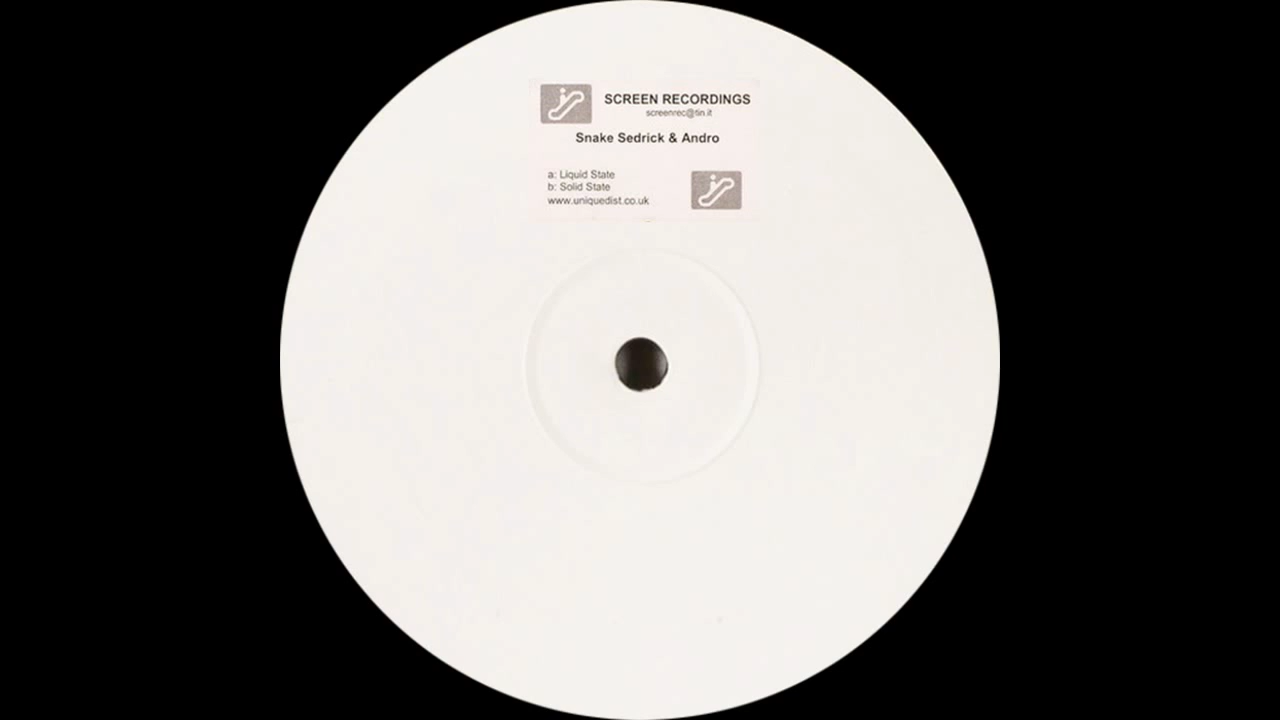 SCREEN RECORDINGS
screenrec@tin.it
Snake Sedrick & Andro
a: Liquid State
b: Solid State
www.uniquedist.co.uk